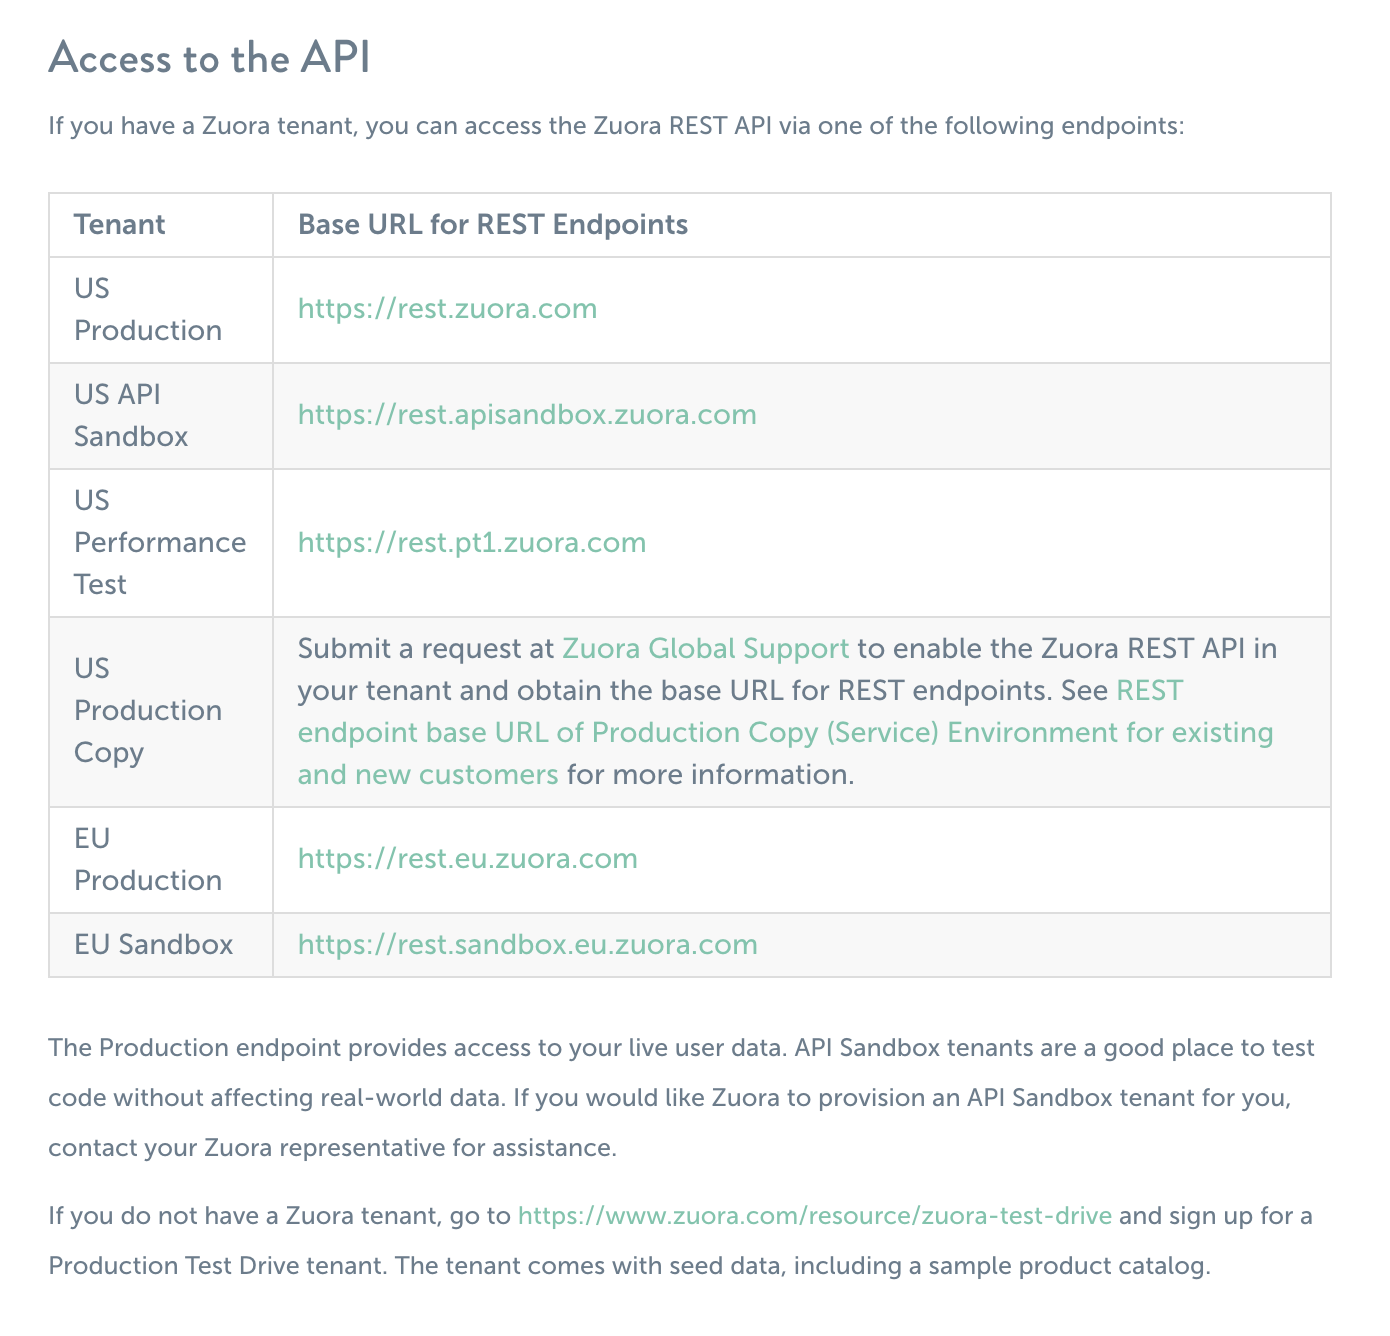 Access to the API
If you have a Zuora tenant, you can access the Zuora REST API via one of the following endpoints:
Tenant
Base URL for REST Endpoints
US
Production
https://rest.zuora.com
US API
Sandbox
https://rest.apisandbox.zuora.com
US
Performance
Test
https://rest.pt1.zuora.com
US
Production
Copy
Submit a request at Zuora Global Support to enable the Zuora REST API in
your tenant and obtain the base URL for REST endpoints. See REST
endpoint base URL of Production Copy (Service) Environment for existing
and new customers for more information.
EU
Production
https://rest.eu.zuora.com
EU Sandbox
https://rest.sandbox.eu.zuora.com
The Production endpoint provides access to your live user data. API Sandbox tenants are a good place to test
code without affecting real-world data. If you would like Zuora to provision an API Sandbox tenant for you,
contact your Zuora representative for assistance.
If you do not have a Zuora tenant, go to https://www.zuora.com/resource/zuora-test-drive and sign up for a
Production Test Drive tenant. The tenant comes with seed data, including a sample product catalog.